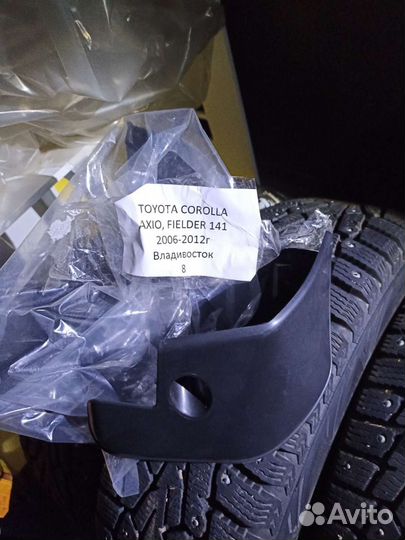 TOYOTA COROLLA
AXIO, FIELDER 141
2006-2012г
Владивосток
8
Avito